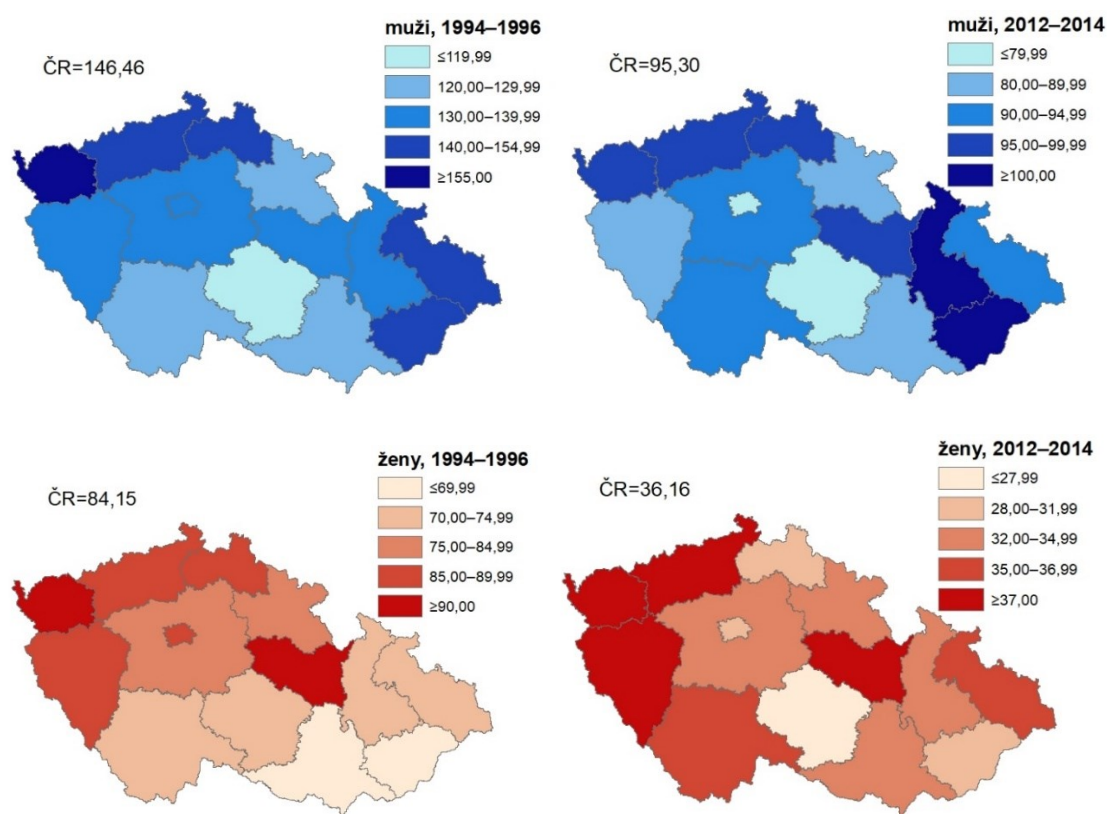 muži, 1994–1996
ČR=146,46
≤119,99
120,00–129,99
130,00–139,99
140,00–154,99
≥155,00
muži, 2012–2014
ČR=95,30
≤79,99
80,00–89,99
90,00–94,99
95,00–99,99
≥100,00
ženy, 1994–1996
ČR=84,15
≤69,99
70,00–74,99
75,00–84,99
85,00–89,99
≥90,00
ženy, 2012–2014
ČR=36,16
≤27,99
28,00–31,99
32,00–34,99
35,00–36,99
≥37,00